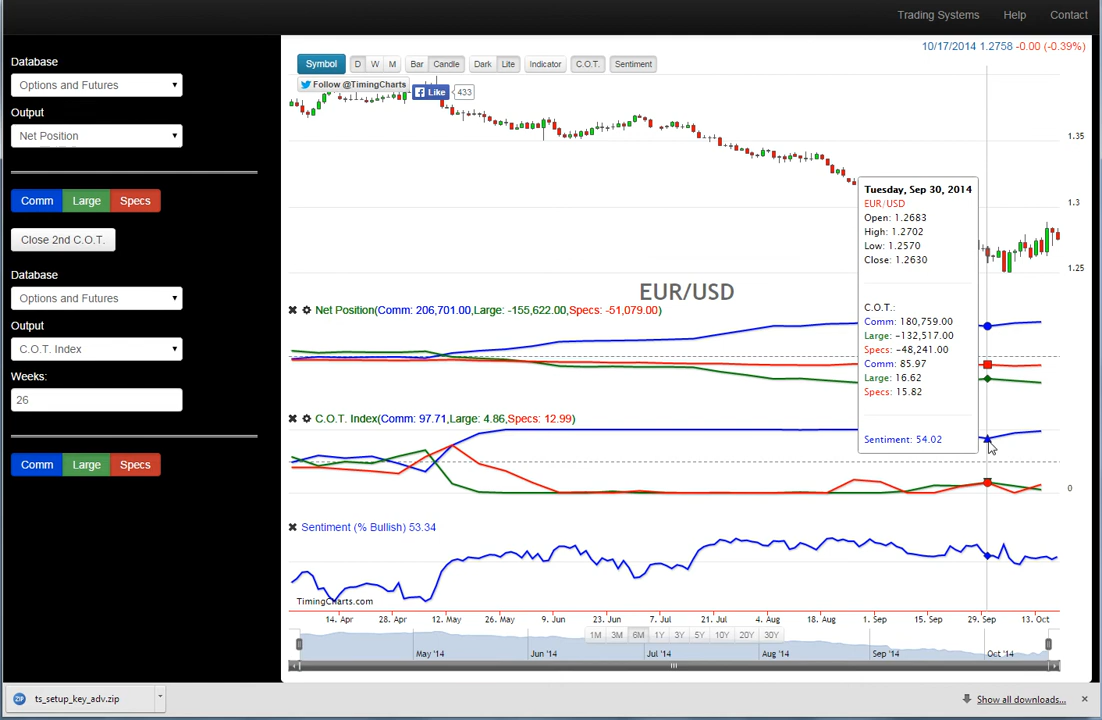 Trading Systems Help Contact
10/17/2014 1.2758 -0.00 (-0.39%)
Database
Options and Futures
Output
Net Position
Comm Large Specs
Close 2nd C.O.T.
Database
Options and Futures
Output
C.O.T. Index
Weeks:
26
Comm Large Specs
Symbol D W M Bar Candle Dark Lite Indicator C.O.T. Sentiment
Follow @TimingCharts Like 433
1.35
1.3
1.25
Tuesday, Sep 30, 2014
EUR/USD
Open: 1.2683
High: 1.2702
Low: 1.2570
Close: 1.2630
C.O.T.:
Comm: 180,759.00
Large: -132,517.00
Specs: -48,241.00
Comm: 85.97
Large: 16.62
Specs: 15.82
Sentiment: 54.02
EUR/USD
Net Position(Comm: 206,701.00,Large: -155,622.00,Specs: -51,079.00)
C.O.T. Index(Comm: 97.71,Large: 4.86,Specs: 12.99)
0
Sentiment (% Bullish) 53.34
TimingCharts.com
14. Apr 28. Apr 12. May 26. May 9. Jun 23. Jun 7. Jul 21. Jul 4. Aug 18. Aug 1. Sep 15. Sep 29. Sep 13. Oct
1M 3M 6M 1Y 3Y 5Y 10Y 20Y 30Y
May '14 Jun '14 Jul '14 Aug '14 Sep '14 Oct '14
ZIP ts_setup_key_adv.zip
Show all downloads...